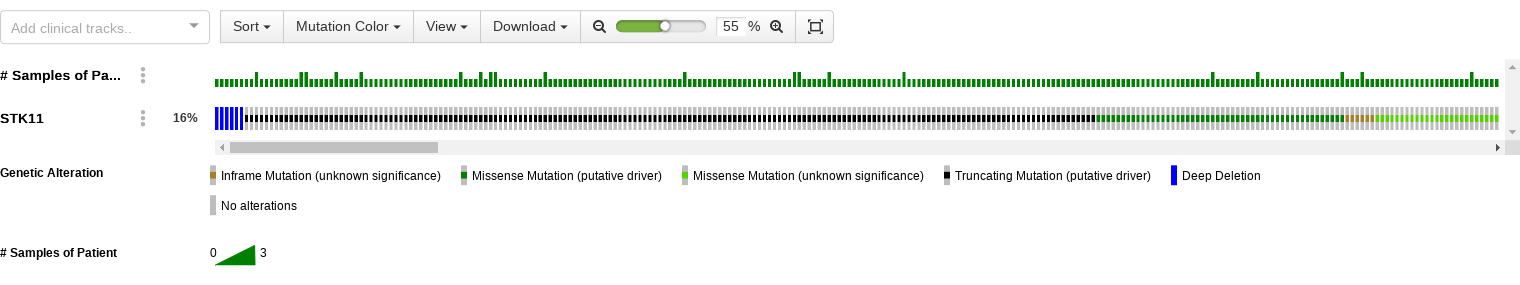 Add clinical tracks..
Sort Mutation Color View Download 55 %
# Samples of Pa...
STK11 16%
Genetic Alteration Inframe Mutation (unknown significance) Missense Mutation (putative driver) Missense Mutation (unknown significance) Truncating Mutation (putative driver) Deep Deletion
No alterations
# Samples of Patient 0 3